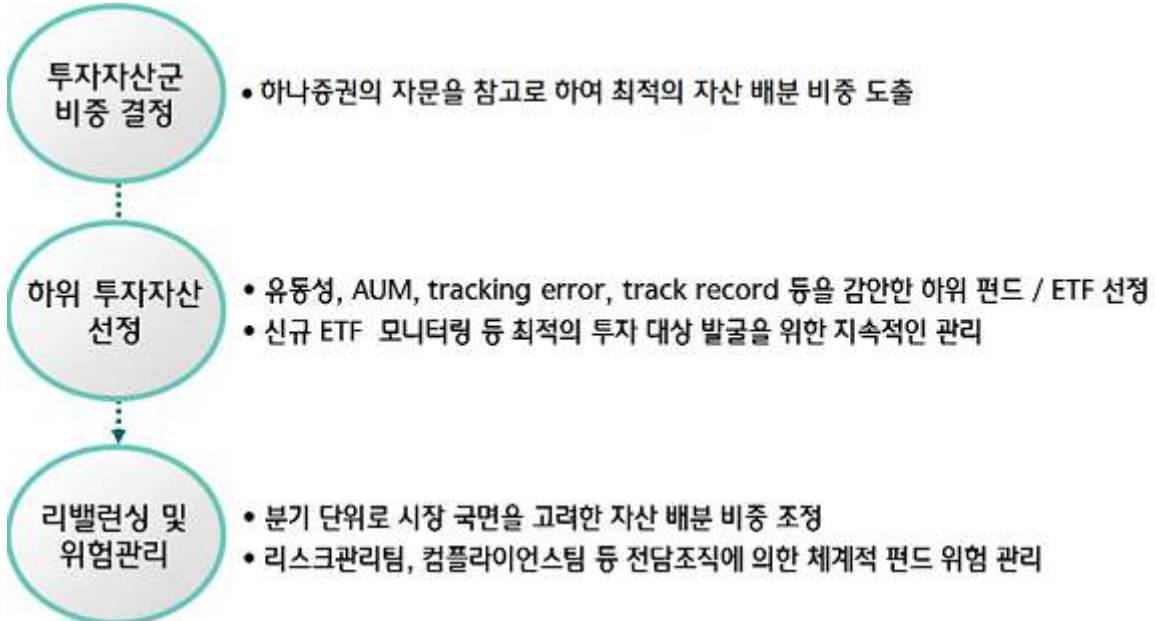 투자자산군
비중 결정
• 하나증권의 자문을 참고로 하여 최적의 자산 배분 비중 도출
하위 투자자산
선정
• 유동성, AUM, tracking error, track record 등을 감안한 하위 펀드 / ETF 선정
• 신규 ETF 모니터링 등 최적의 투자 대상 발굴을 위한 지속적인 관리
리밸런싱 및
위험관리
• 분기 단위로 시장 국면을 고려한 자산 배분 비중 조정
• 리스크관리팀, 컴플라이언스팀 등 전담조직에 의한 체계적 펀드 위험 관리